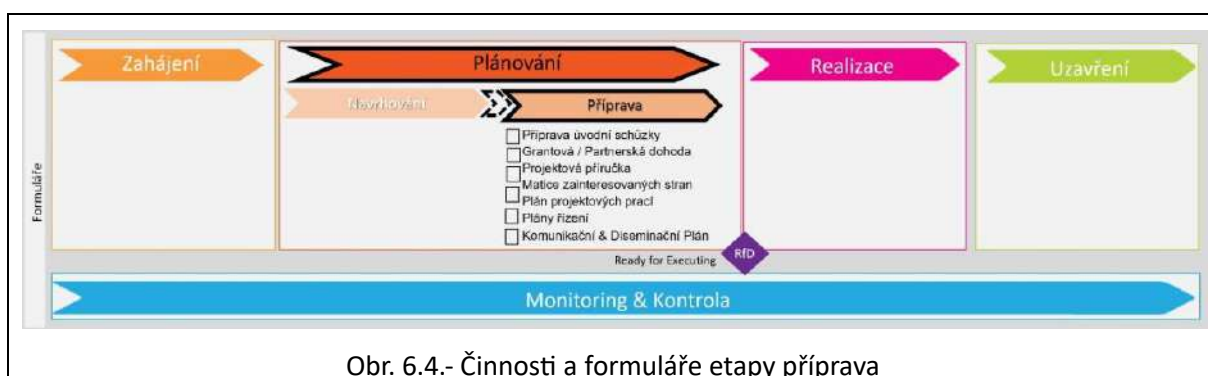 Formuláře
Zahájení
Plánování
Realizace
Uzavření
Navrhování
Příprava
Příprava úvodní schůzky
Grantová / Partnerská dohoda
Projektová příručka
Matice zainteresovaných stran
Plán projektových prací
Plány řízení
Komunikační & Diseminační Plán
Ready for Executing
RfD
Monitoring & Kontrola
Obr. 6.4.- Činnosti a formuláře etapy příprava